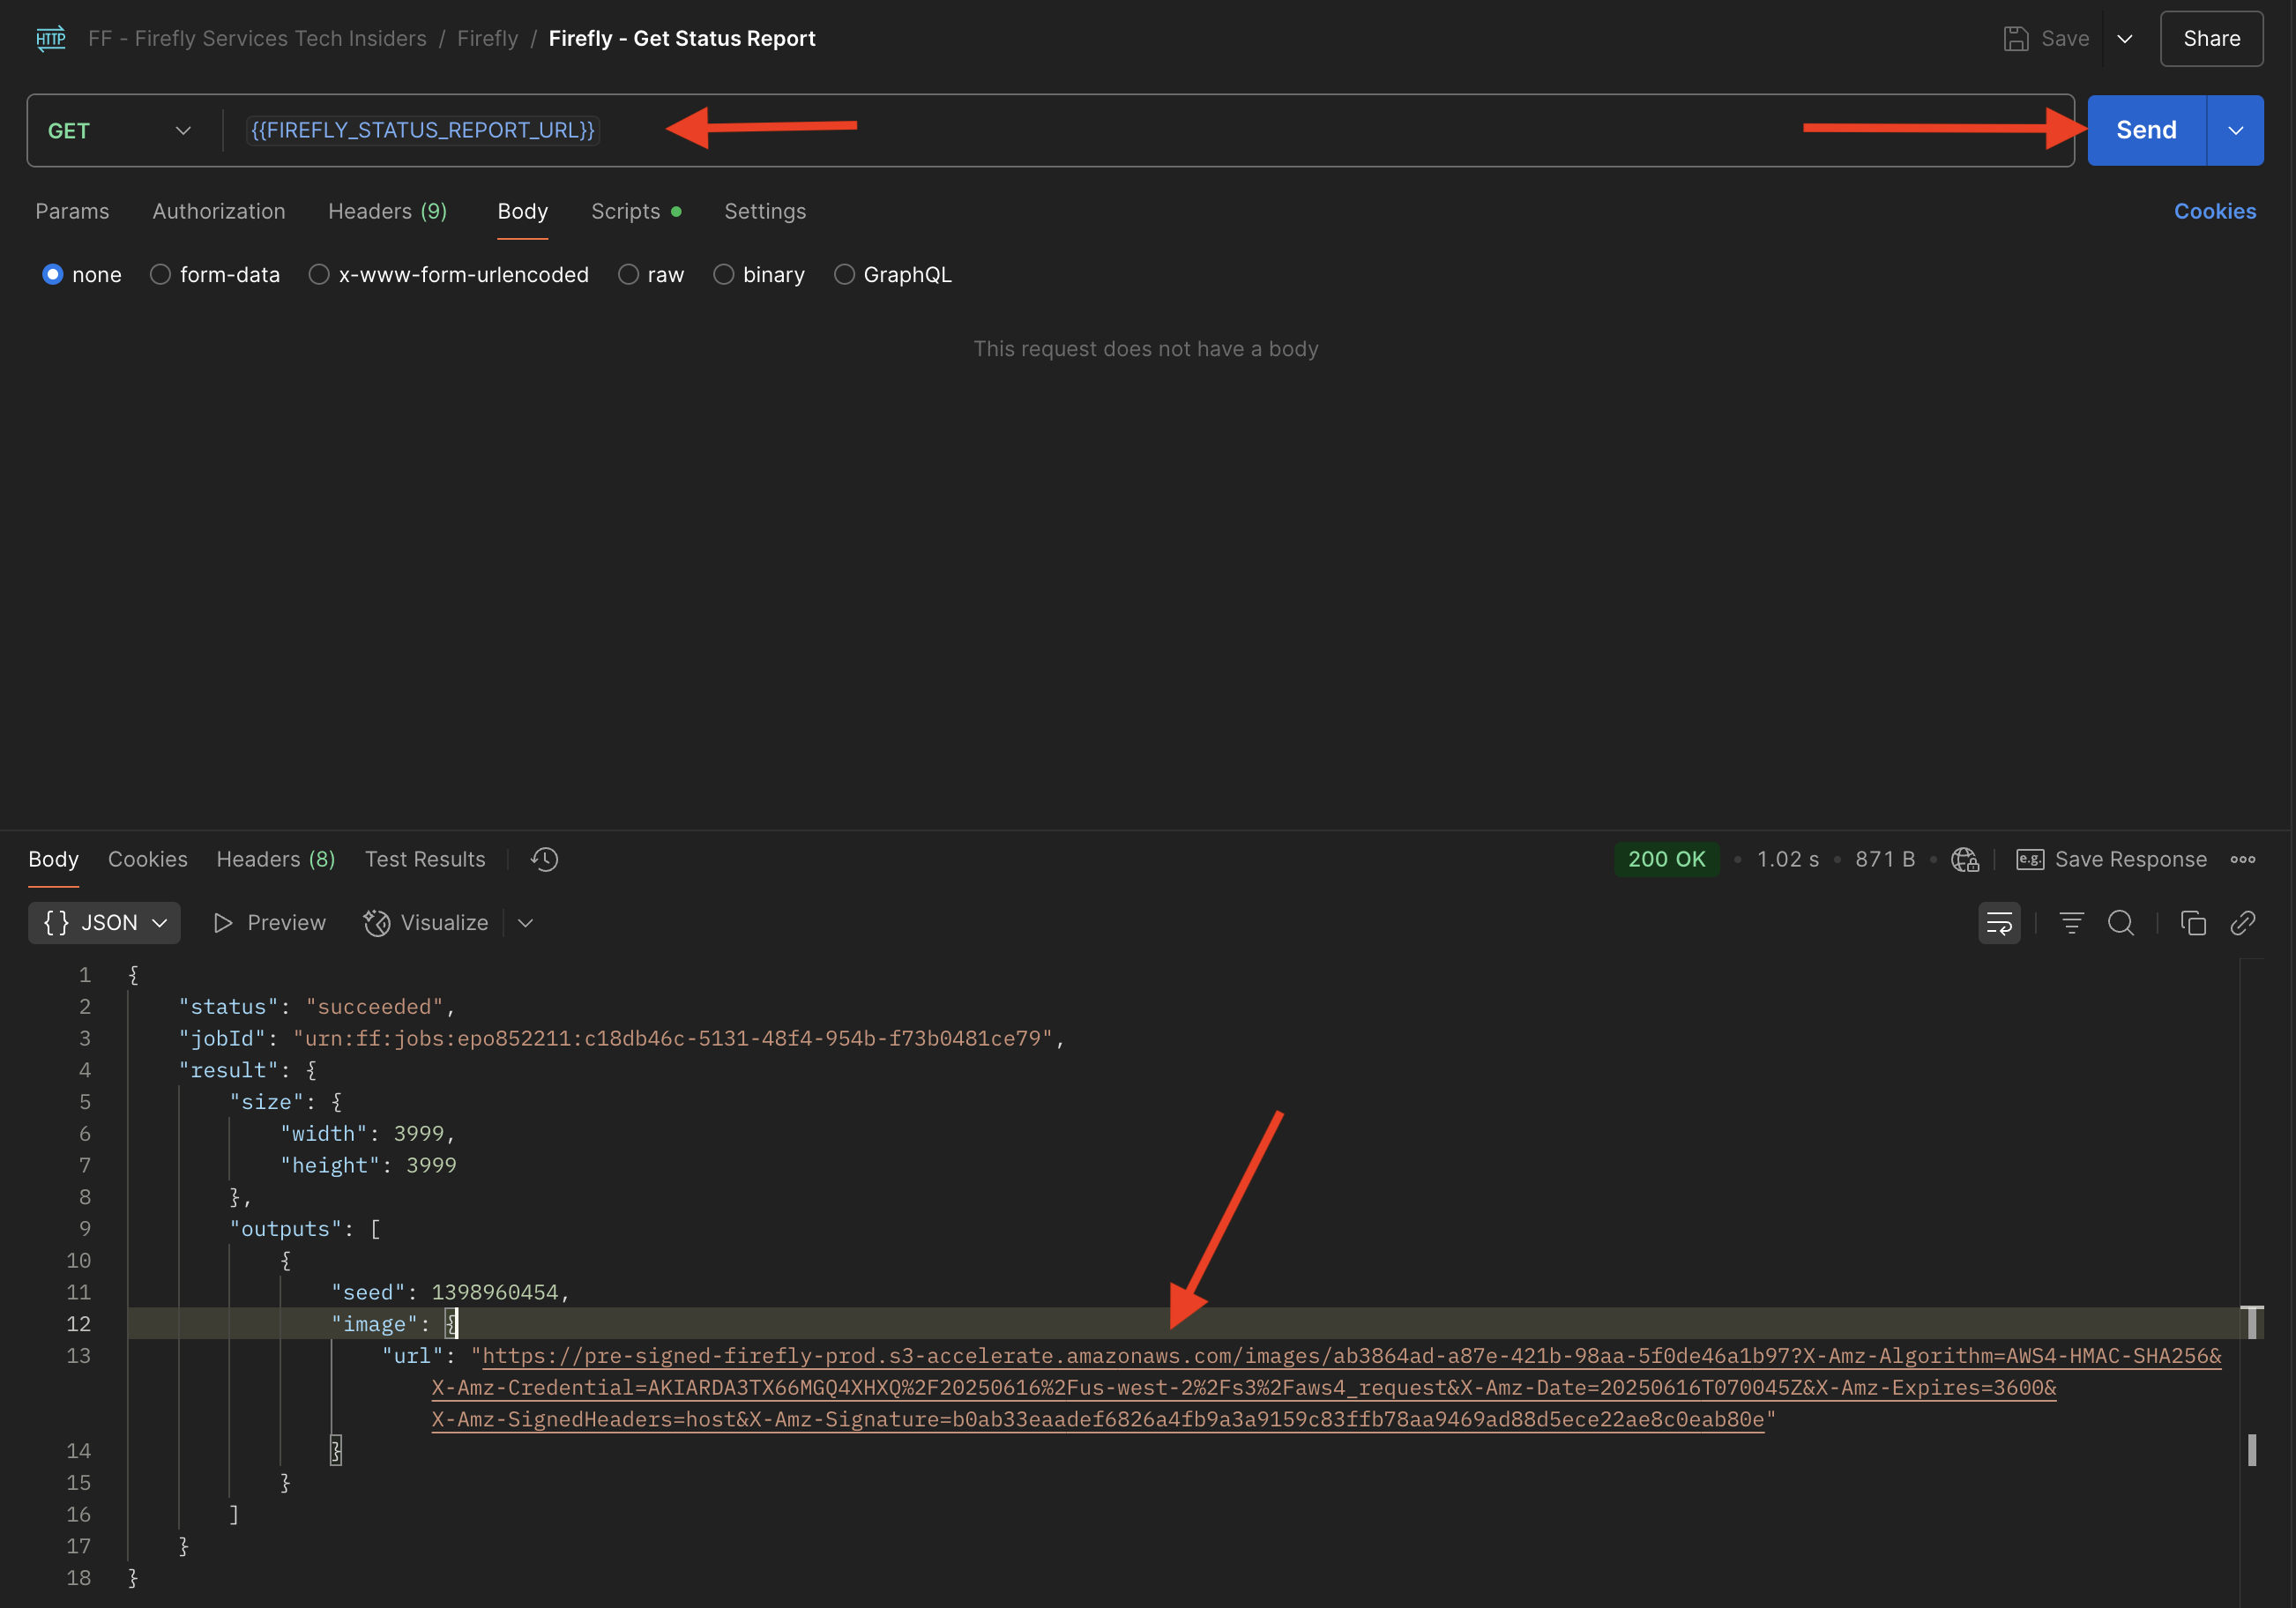 HTTP FF - Firefly Services Tech Insiders / Firefly / Firefly - Get Status Report Save Share
GET {{FIREFLY_STATUS_REPORT_URL}} Send
Params Authorization Headers (9) Body Scripts Settings Cookies
none form-data x-www-form-urlencoded raw binary GraphQL
This request does not have a body
Body Cookies Headers (8) Test Results 200 OK • 1.02 s • 871 B • e.g. Save Response
{} JSON Preview Visualize
1 {
2 "status": "succeeded",
3 "jobId": "urn:ff:jobs:epo852211:c18db46c-5131-48f4-954b-f73b0481ce79",
4 "result": {
5 "size": {
6 "width": 3999,
7 "height": 3999
8 },
9 "outputs": [
10 {
11 "seed": 1398960454,
12 "image": {
13 "url": "https://pre-signed-firefly-prod.s3-accelerate.amazonaws.com/images/ab3864ad-a87e-421b-98aa-5f0de46a1b97?X-Amz-Algorithm=AWS4-HMAC-SHA256&
X-Amz-Credential=AKIARDA3TX66MGQ4XHXQ%2F20250616%2Fus-west-2%2Fs3%2Faws4_request&X-Amz-Date=20250616T070045Z&X-Amz-Expires=3600&
X-Amz-SignedHeaders=host&X-Amz-Signature=b0ab33eaadef6826a4fb9a3a9159c83ffb78aa9469ad88d5ece22ae8c0eab80e"
14 }
15 }
16 ]
17 }
18 }